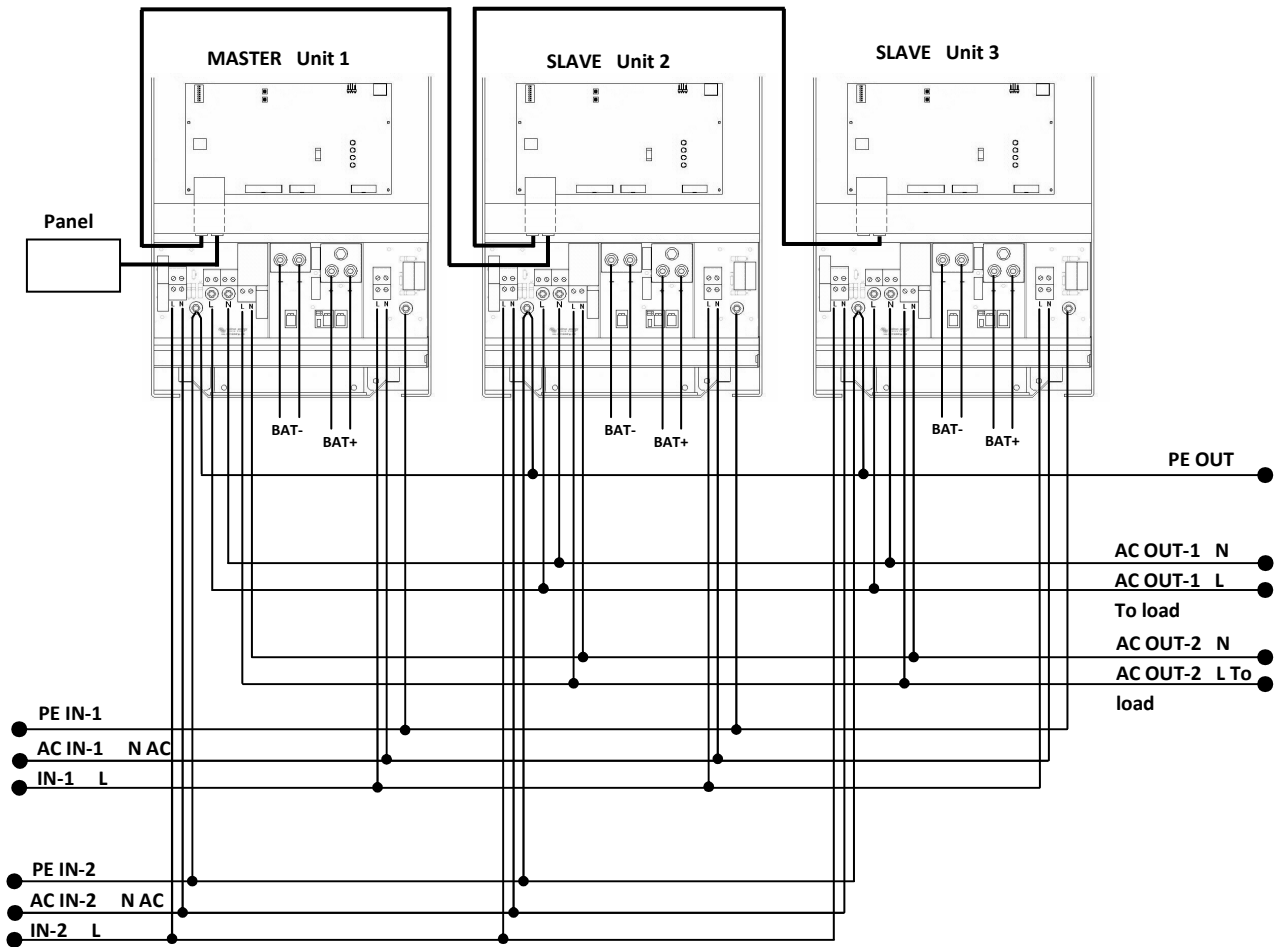 MASTER Unit 1
SLAVE Unit 2
SLAVE Unit 3
Panel
L N L N L N L N
L N L N L N L N
L N L N L N L N
BAT-
BAT+
BAT-
BAT+
BAT-
BAT+
PE OUT
AC OUT-1 N
AC OUT-1 L
To load
AC OUT-2 N
AC OUT-2 L To
load
PE IN-1
AC IN-1 N AC
IN-1 L
PE IN-2
AC IN-2 N AC
IN-2 L